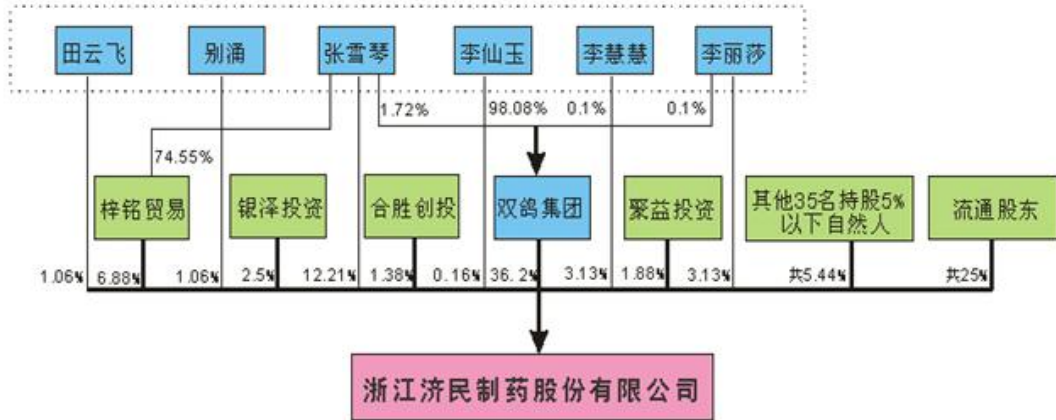 田云飞
别涌
张雪琴
李仙玉
李慧慧
李丽莎
1.72%
98.08%
0.1%
0.1%
74.55%
梓铭贸易
银泽投资
合胜创投
双鸽集团
聚益投资
其他35名持股5%
以下自然人
流通股东
1.06%
6.88%
1.06%
2.5%
12.21%
1.38%
0.16%
36.2%
3.13%
1.88%
3.13%
共5.44%
共25%
浙江济民制药股份有限公司